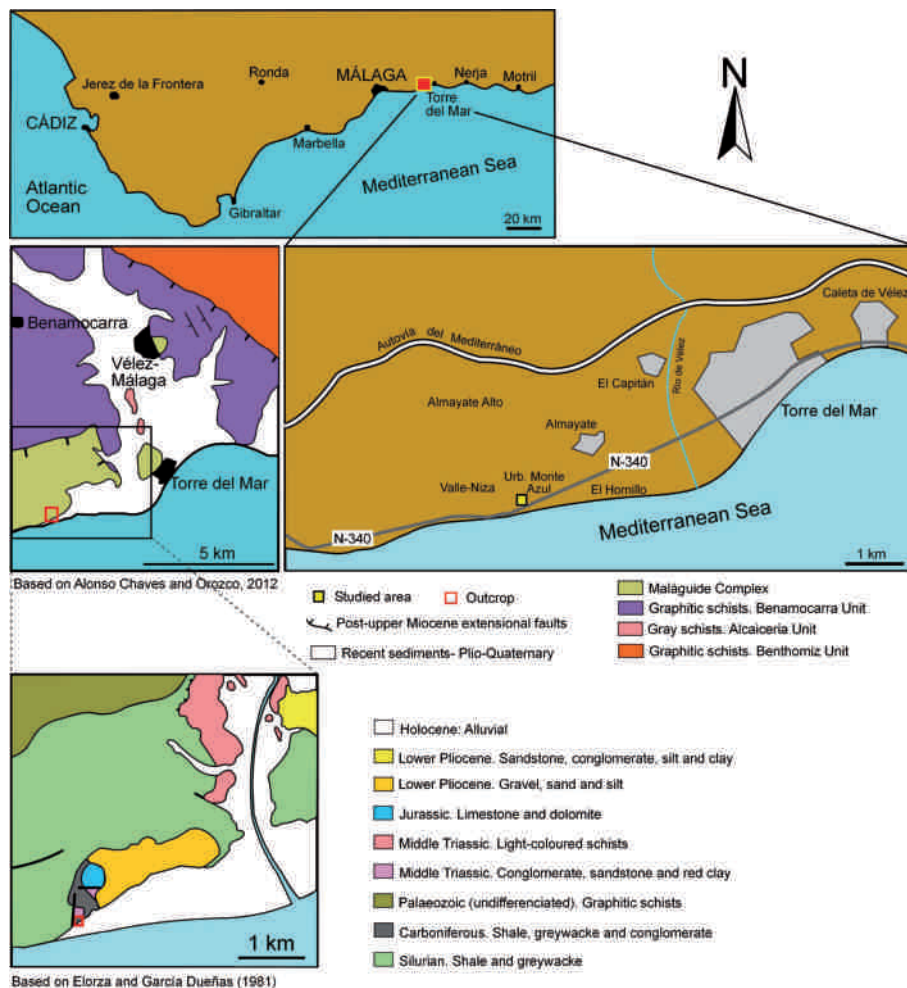 Jerez de la Frontera
Ronda
MÁLAGA
Nerja
Motril
Torre
del Mar
CÁDIZ
Marbella
Mediterranean Sea
Atlantic
Ocean
Gibraltar
20 km
N
Benamocarra
Vélez-
Málaga
Torre del Mar
5 km
Based on Alonso Chaves and Orozco, 2012
Caleta de Vélez
Autovía del Mediterráneo
El Capitán
Río de Vélez
Almayate Alto
Torre del Mar
Almayate
N-340
Urb. Monte
Azul
Valle-Niza
El Hornillo
Mediterranean Sea
N-340
1 km
Studied area
Outcrop
Post-upper Miocene extensional faults
Recent sediments- Plio-Quaternary
Maláguide Complex
Graphitic schists. Benamocarra Unit
Gray schists. Alcaicería Unit
Graphitic schists. Benthomiz Unit
1 km
Based on Elorza and García Dueñas (1981)
Holocene: Alluvial
Lower Pliocene. Sandstone, conglomerate, silt and clay
Lower Pliocene. Gravel, sand and silt
Jurassic. Limestone and dolomite
Middle Triassic. Light-coloured schists
Middle Triassic. Conglomerate, sandstone and red clay
Palaeozoic (undifferenciated). Graphitic schists
Carboniferous. Shale, greywacke and conglomerate
Silurian. Shale and greywacke